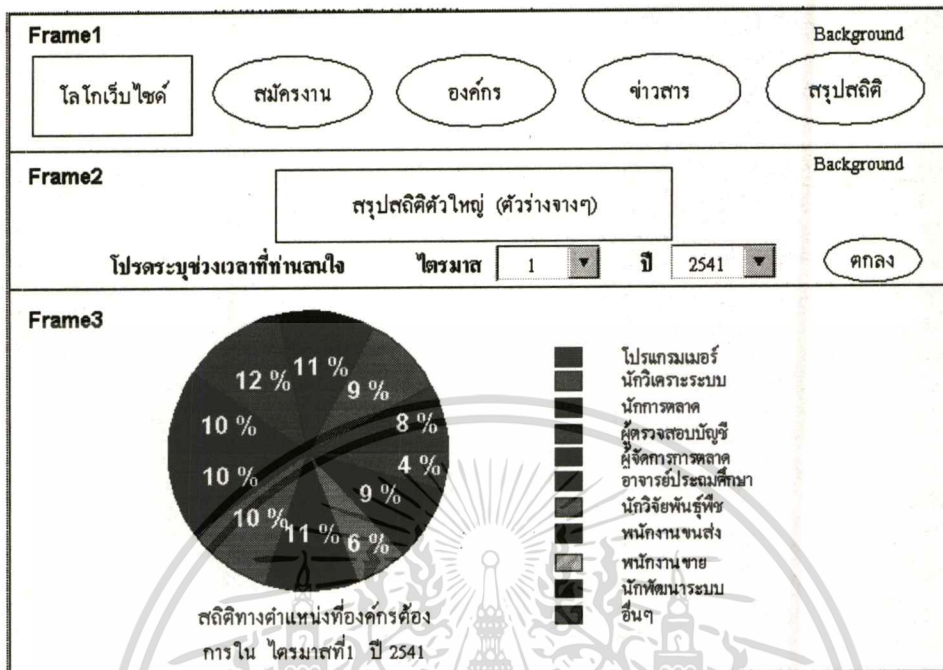 Frame1
Background
โลโกเว็บไซด์ สมัครงาน องค์กร ข่าวสาร สรุปสถิติ
Frame2
Background
สรุปสถิติตัวใหญ่ (ตัวร่างจางๆ)
โปรดระบุช่วงเวลาที่ท่านสนใจ ไตรมาส 1 ปี 2541 ตกลง
Frame3
12 % 11 % 9 %
10 % 8 %
10 % 4 %
9 %
10 % 11 % 6 %
โปรแกรมเมอร์
นักวิเคราะระบบ
นักการตลาด
ผู้ตรวจสอบบัญชี
ผู้จัดการการตลาด
อาจารย์ประถมศึกษา
นักวิจัยพันธุ์พืช
พนักงานขนส่ง
พนักงานขาย
นักพัฒนาระบบ
อื่นๆ
สถิติทางตำแหน่งที่องค์กรต้อง
การใน ไตรมาสที่1 ปี 2541